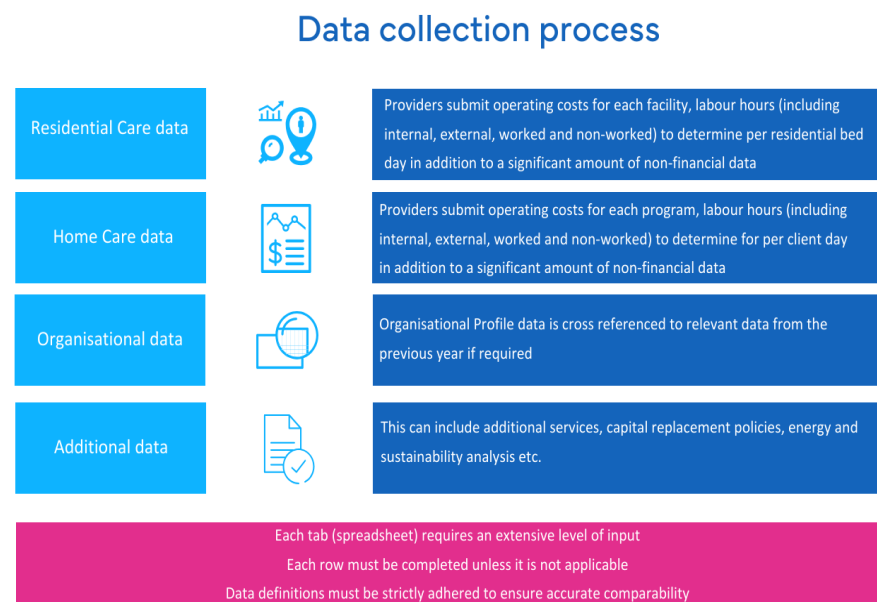 Data collection process
Residential Care data
Providers submit operating costs for each facility, labour hours (including
internal, external, worked and non-worked) to determine per residential bed
day in addition to a significant amount of non-financial data
Home Care data
Providers submit operating costs for each program, labour hours (including
internal, external, worked and non-worked) to determine for per client day
in addition to a significant amount of non-financial data
$
Organisational data
Organisational Profile data is cross referenced to relevant data from the
previous year if required
Additional data
This can include additional services, capital replacement policies, energy and
sustainability analysis etc.
Each tab (spreadsheet) requires an extensive level of input
Each row must be completed unless it is not applicable
Data definitions must be strictly adhered to ensure accurate comparability